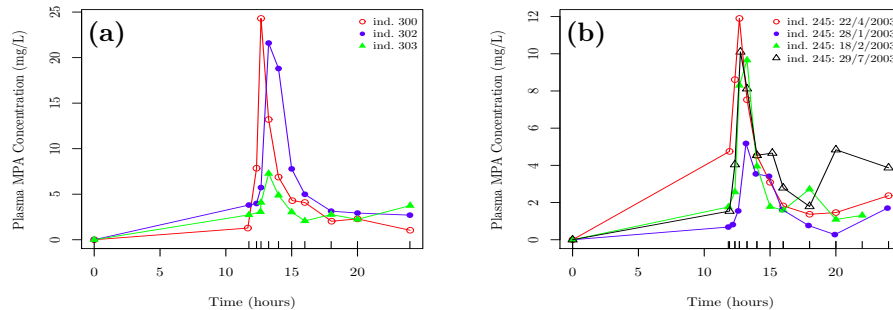 (a)
ind. 300
ind. 302
ind. 303
Plasma MPA Concentration (mg/L)
25
20
15
10
5
0
0
10
15
20
Time (hours)
(b)
ind. 245: 22/4/2003
ind. 245: 28/1/2003
ind. 245: 18/2/2003
ind. 245: 29/7/2003
Plasma MPA Concentration (mg/L)
12
10
8
6
4
2
0
0
10
15
20
Time (hours)